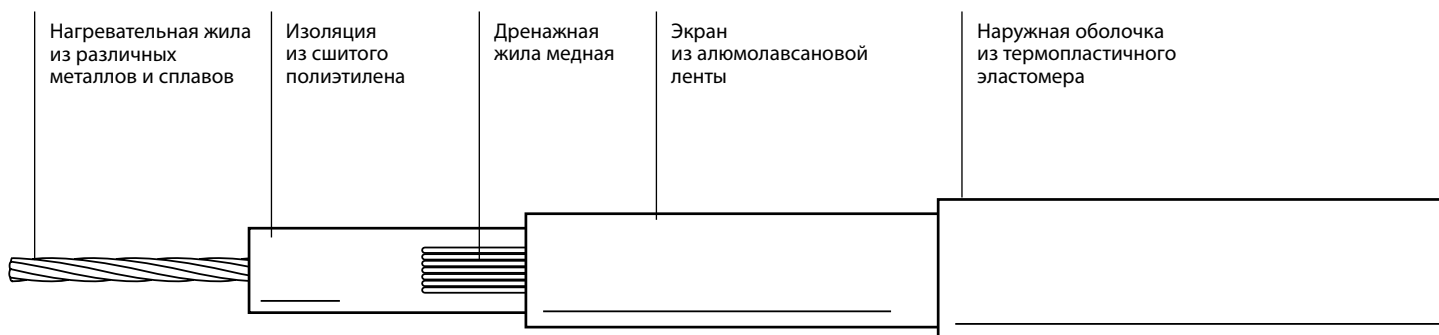 Нагревательная жила
из различных
металлов и сплавов
Изоляция
из сшитого
полиэтилена
Дренажная
жила медная
Экран
из алюмолавсановой
ленты
Наружная оболочка
из термопластичного
эластомера